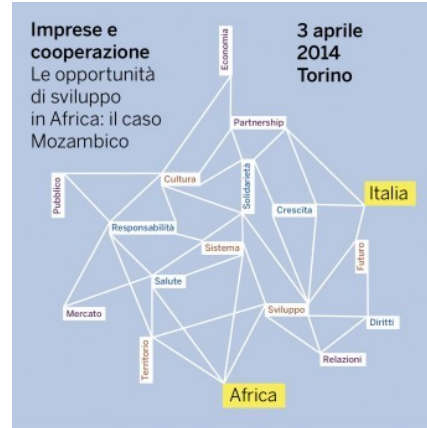 Imprese e
cooperazione
Le opportunità
di sviluppo
in Africa: il caso
Mozambico
3 aprile
2014
Torino
Economia
Partnership
Cultura
Pubblico
Solidarietà
Italia
Crescita
Responsabilità
Sistema
Futuro
Salute
Mercato
Sviluppo
Diritti
Territorio
Relazioni
Africa